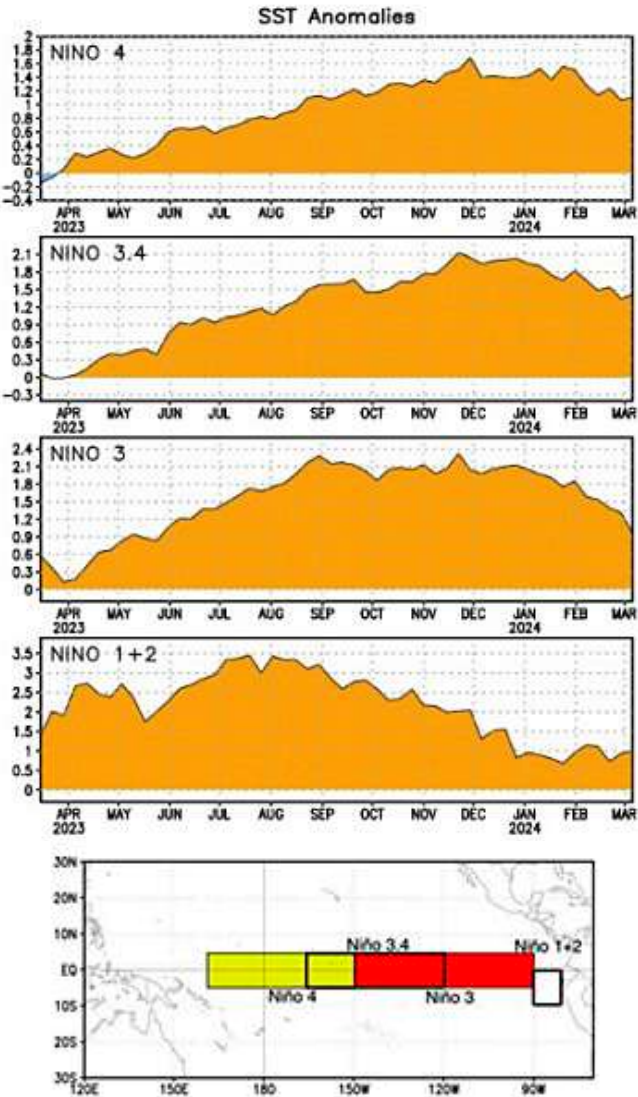 SST Anomalies
NINO 4
2
1.8
1.6
1.4
1.2
1
0.8
0.6
0.4
0.2
0
−0.2
−0.4
APR MAY JUN JUL AUG SEP OCT NOV DEC JAN FEB MAR
2023 2024
NINO 3.4
2.1
1.8
1.5
1.2
0.9
0.6
0.3
0
−0.3
APR MAY JUN JUL AUG SEP OCT NOV DEC JAN FEB MAR
2023 2024
NINO 3
2.4
2.1
1.8
1.5
1.2
0.9
0.6
0.3
0
APR MAY JUN JUL AUG SEP OCT NOV DEC JAN FEB MAR
2023 2024
NINO 1+2
3.5
3
2.5
2
1.5
1
0.5
0
APR MAY JUN JUL AUG SEP OCT NOV DEC JAN FEB MAR
2023 2024
30N
20N
10N
EQ
10S
20S
30S
Niño 3.4 Niño 1+2
Niño 4 Niño 3
120E 150E 180 150W 120W 90W